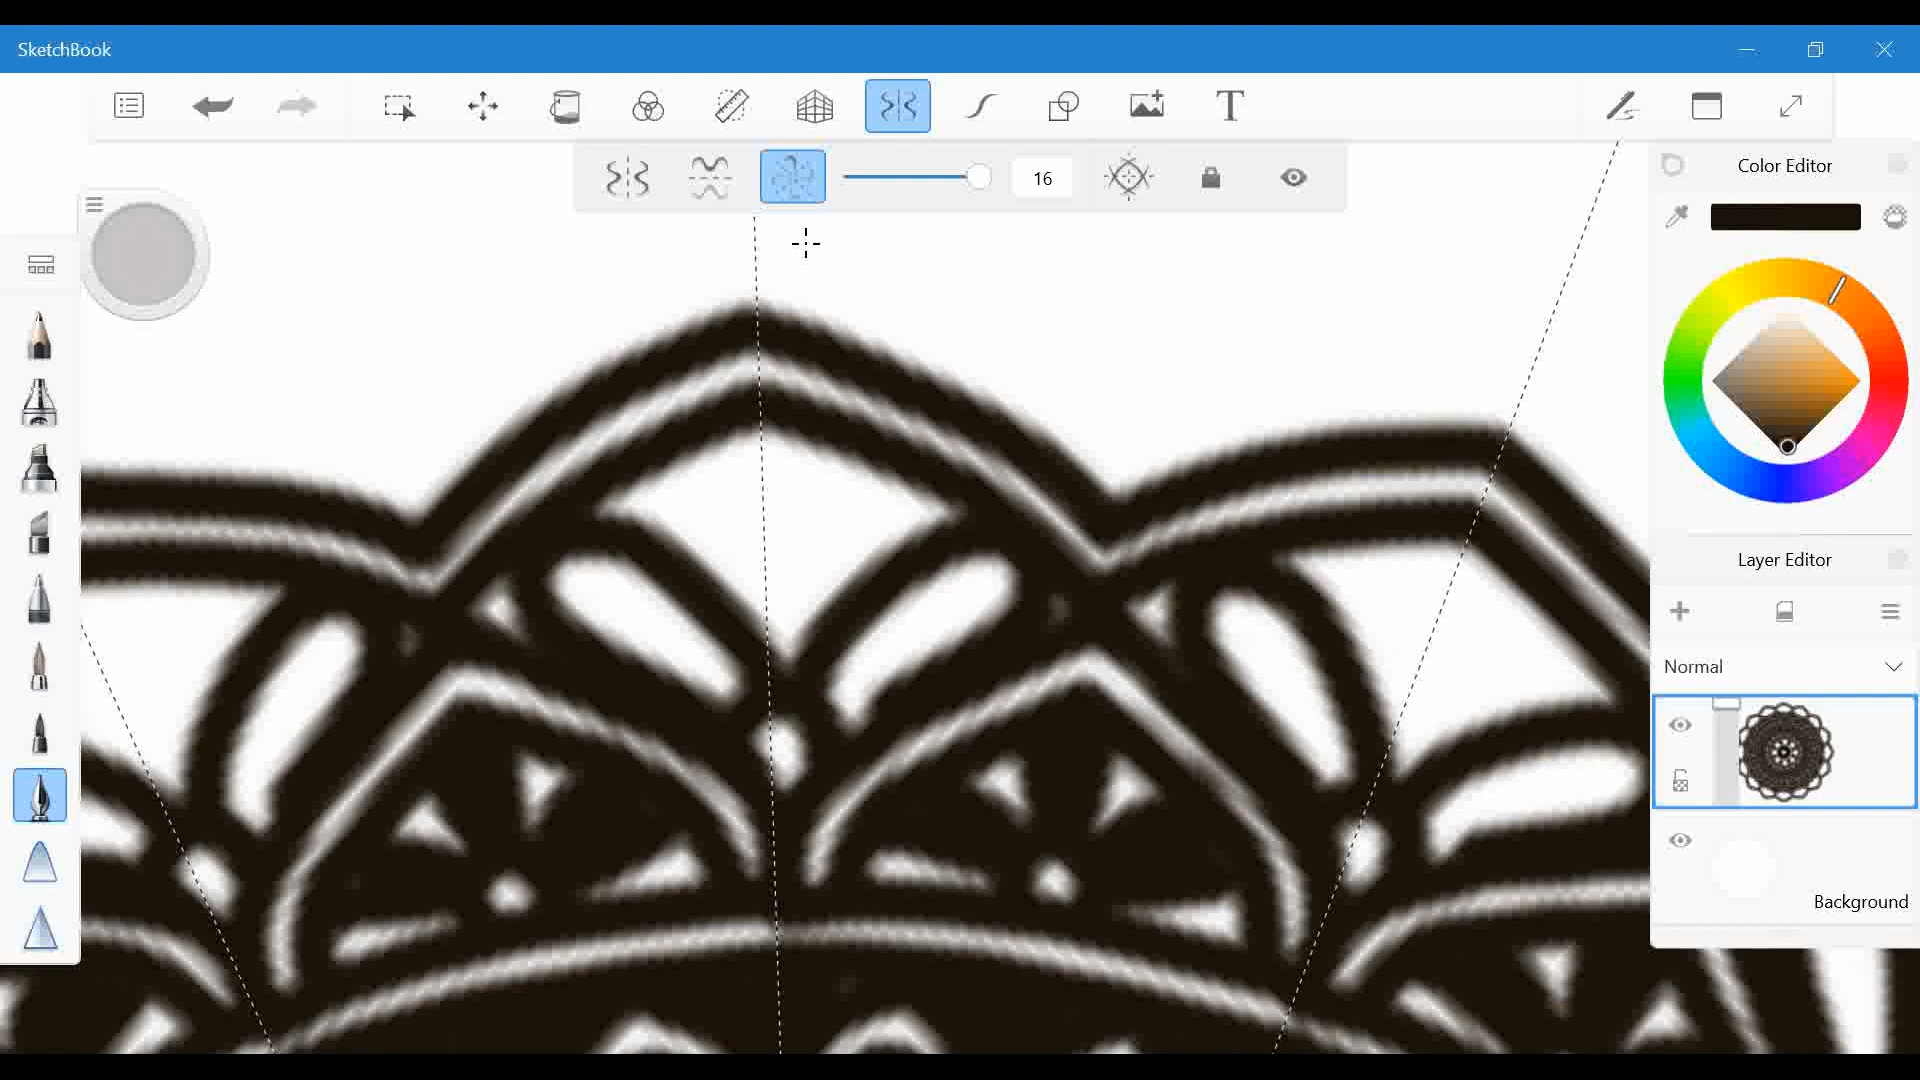 SketchBook
T
16
Color Editor
Layer Editor
Normal
Background